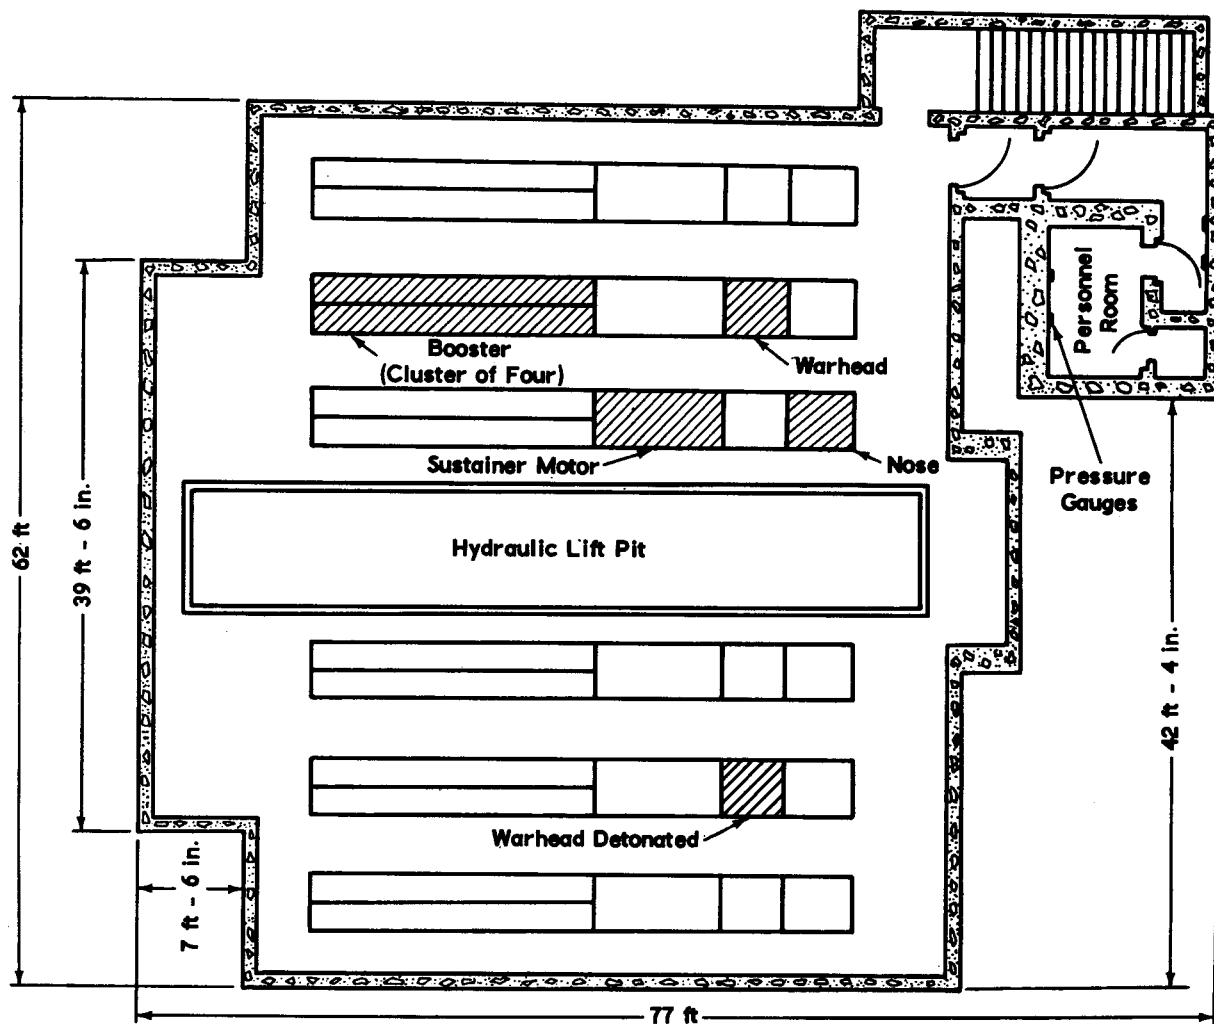 Personnel
Room
Booster
(Cluster of Four)
Warhead
Sustainer Motor
Nose
Pressure
Gauges
Hydraulic Lift Pit
62 ft
39 ft - 6 in.
42 ft - 4 in.
Warhead Detonated
7 ft - 6 in.
77 ft